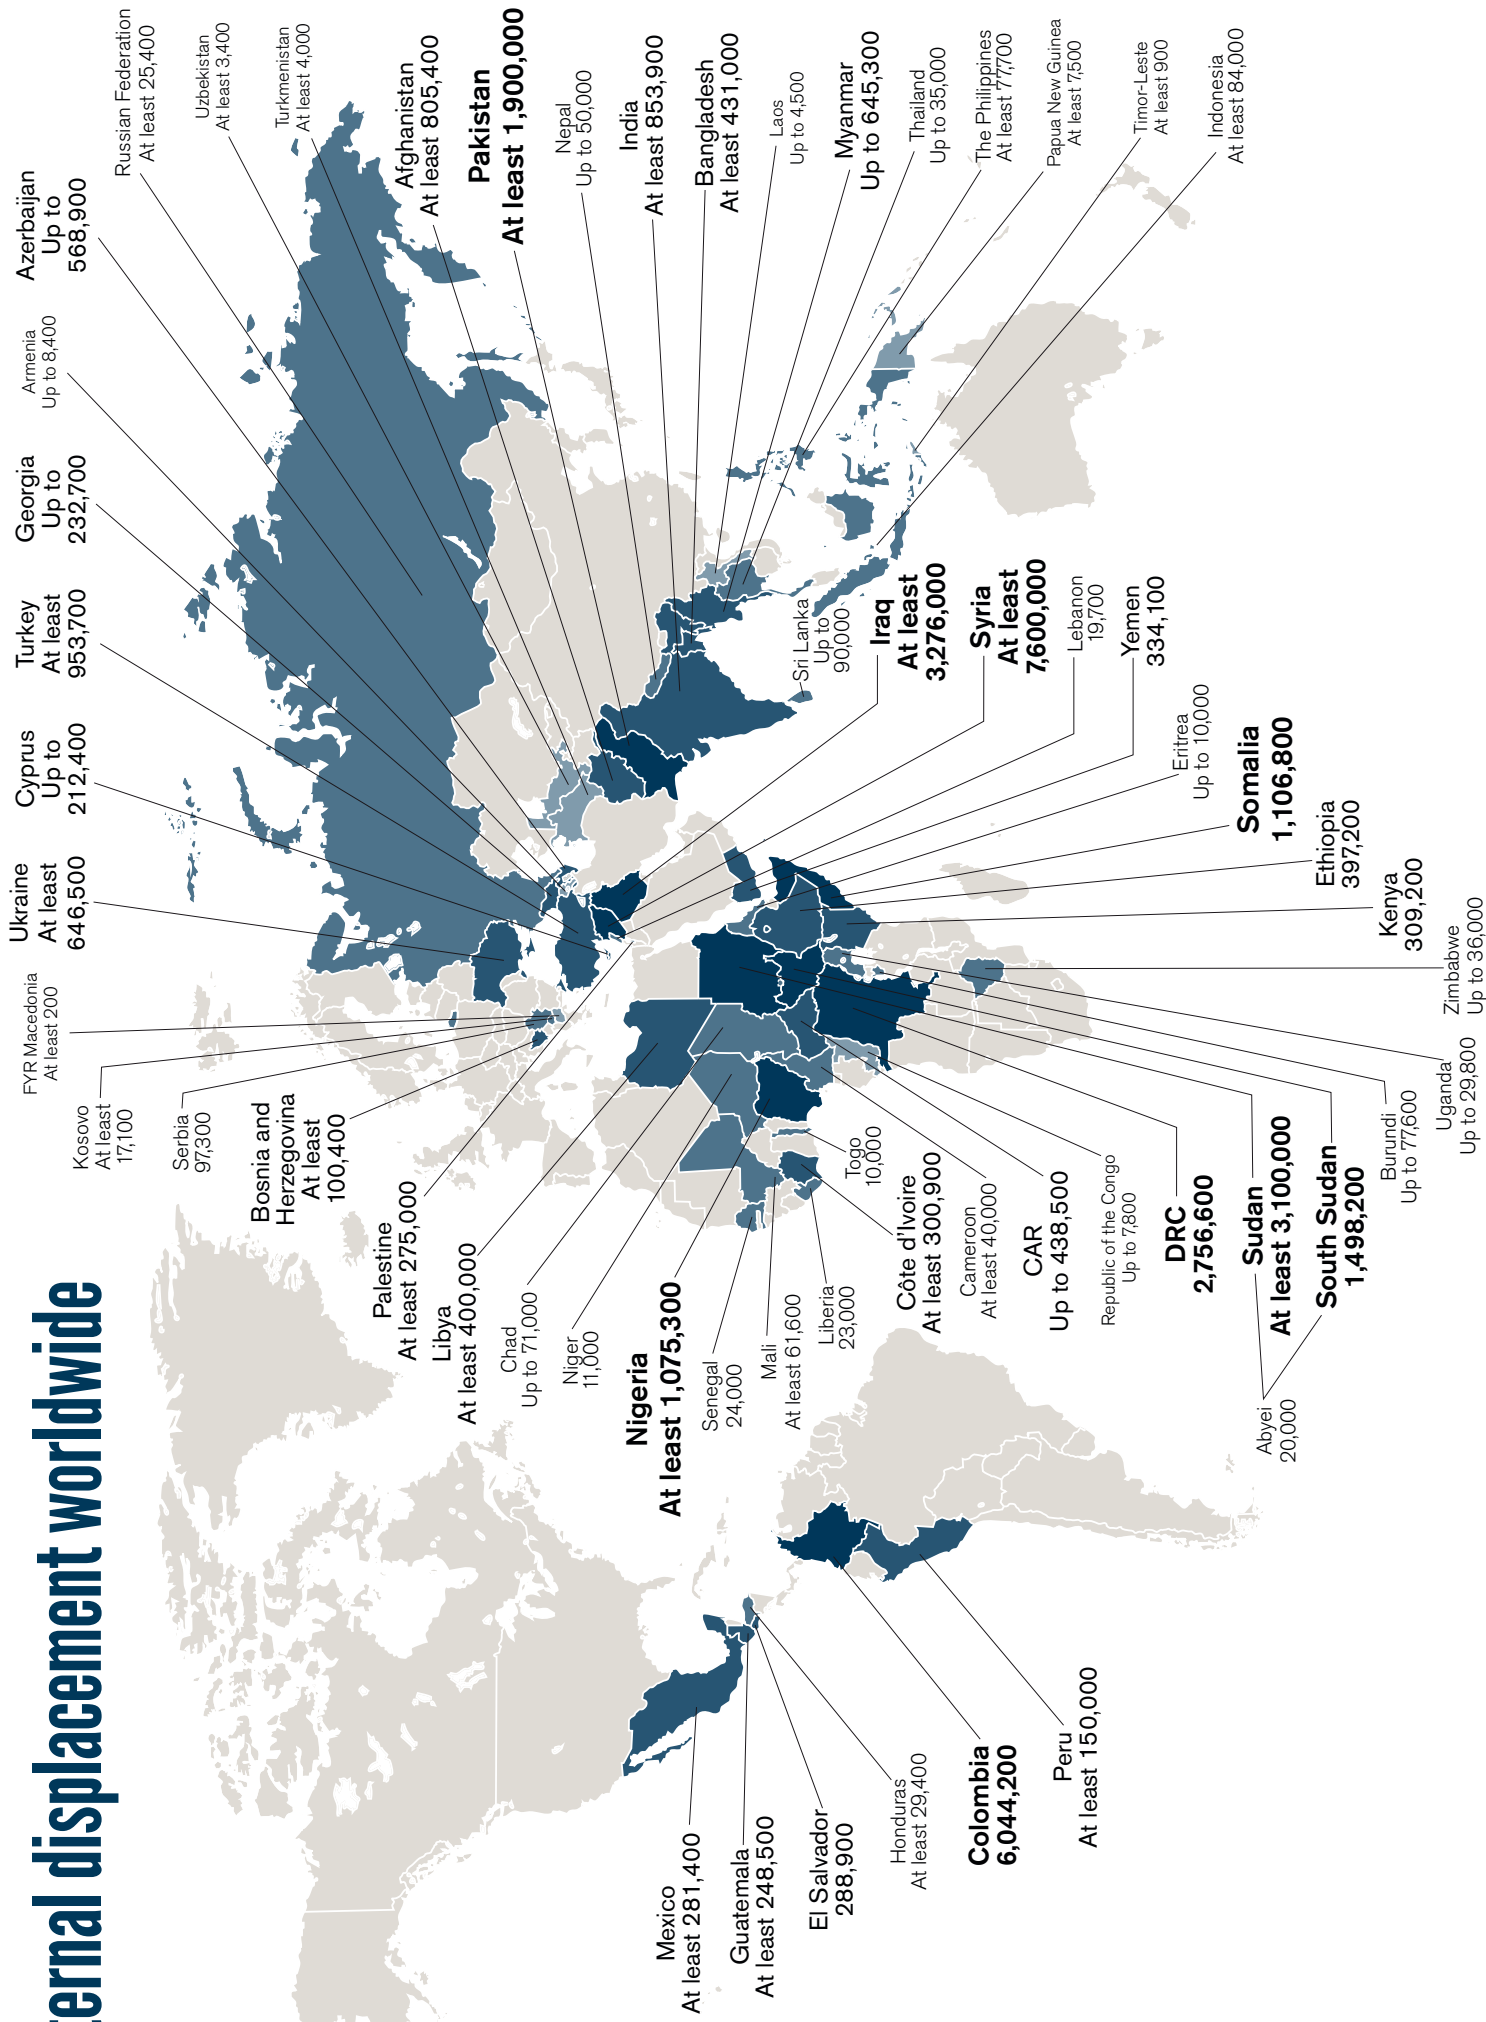 ternal displacement worldwide
Ukraine
At least
646,500
Cyprus
Up to
212,400
Turkey
At least
953,700
Georgia
Up to
232,700
Armenia
Up to 8,400
Azerbaijan
Up to
568,900
Russian Federation
At least 25,400
Uzbekistan
At least 3,400
Turkmenistan
At least 4,000
Afghanistan
At least 805,400
Pakistan
At least 1,900,000
Nepal
Up to 50,000
India
At least 853,900
Bangladesh
At least 431,000
Laos
Up to 4,500
Myanmar
Up to 645,300
Thailand
Up to 35,000
The Philippines
At least 77,700
Papua New Guinea
At least 7,500
Timor-Leste
At least 900
Indonesia
At least 84,000
FYR Macedonia
At least 200
Kosovo
At least
17,100
Serbia
97,300
Bosnia and
Herzegovina
At least
100,400
Palestine
At least 275,000
Libya
At least 400,000
Chad
Up to 71,000
Niger
11,000
Nigeria
At least 1,075,300
Senegal
24,000
Mali
At least 61,600
Liberia
23,000
Togo
10,000
Côte d'Ivoire
At least 300,900
Cameroon
At least 40,000
CAR
Up to 438,500
Republic of the Congo
Up to 7,800
DRC
2,756,600
Sudan
At least 3,100,000
South Sudan
1,498,200
Abyei
20,000
Burundi
Up to 77,600
Uganda
Up to 29,800
Zimbabwe
Up to 36,000
Kenya
309,200
Ethiopia
397,200
Somalia
1,106,800
Eritrea
Up to 10,000
Yemen
334,100
Lebanon
19,700
Syria
At least
7,600,000
Iraq
At least
3,276,000
Sri Lanka
Up to
90,000
Mexico
At least 281,400
Guatemala
At least 248,500
El Salvador
288,900
Honduras
At least 29,400
Colombia
6,044,200
Peru
At least 150,000